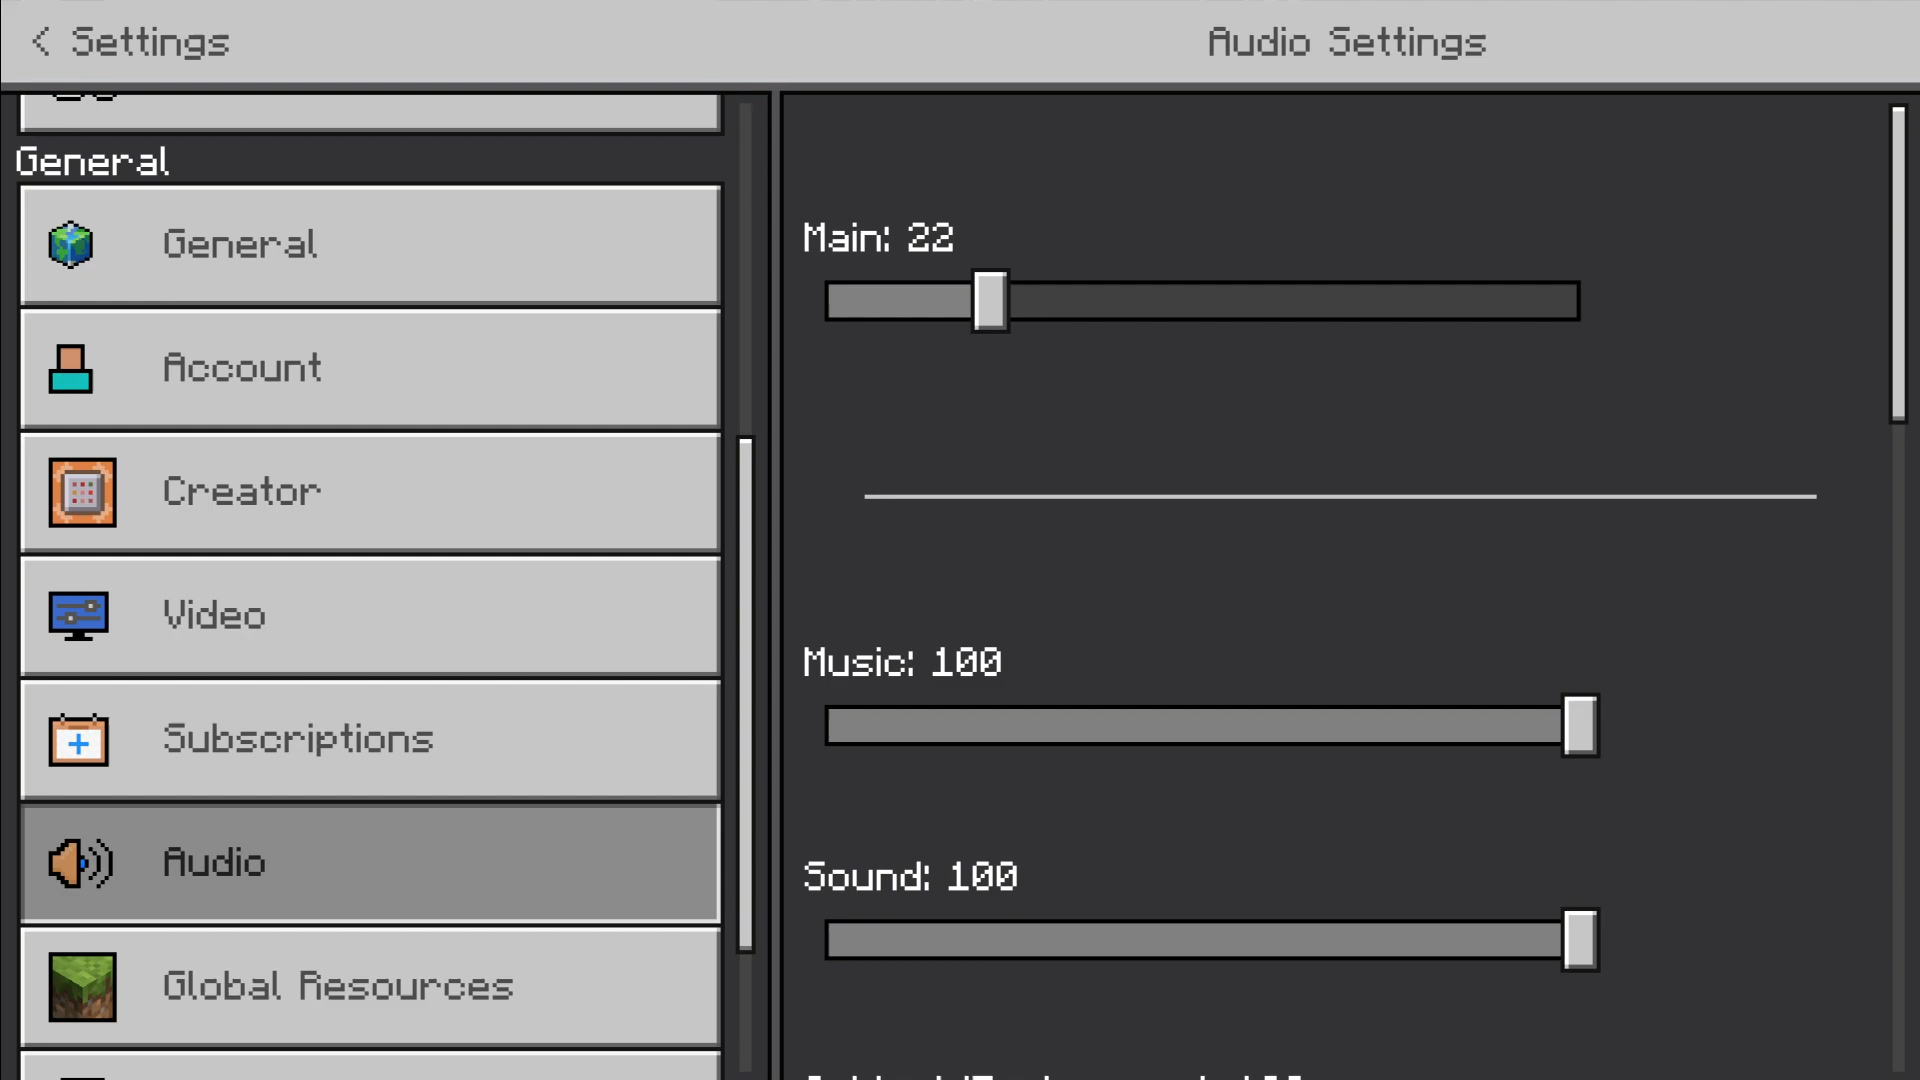 < Settings
Audio Settings
General
General
Account
Creator
Video
Subscriptions
Audio
Global Resources
Main: 22
Music: 100
Sound: 100